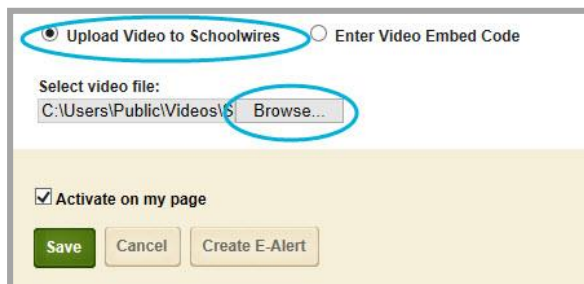 Upload Video to Schoolwires Enter Video Embed Code
Select video file:
C:\Users\Public\Videos\S Browse...
Activate on my page
Save Cancel Create E-Alert